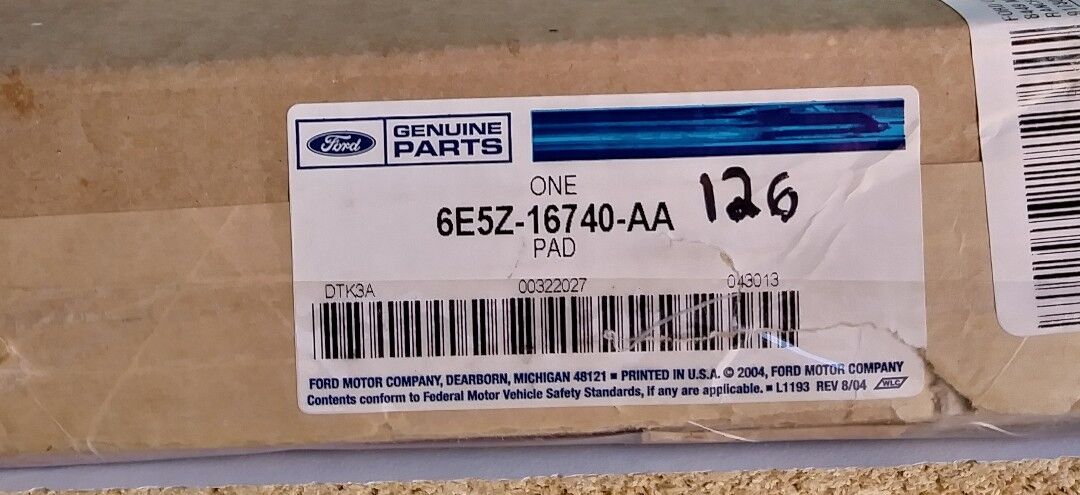 Ford GENUINE PARTS
ONE
6E5Z-16740-AA
126
PAD
DTK3A 00322027 043013
FORD MOTOR COMPANY, DEARBORN, MICHIGAN 48121 ▪ PRINTED IN U.S.A. © 2004, FORD MOTOR COMPANY
Contents conform to Federal Motor Vehicle Safety Standards, if any are applicable. ▪ L1193 REV 8/04 WLC